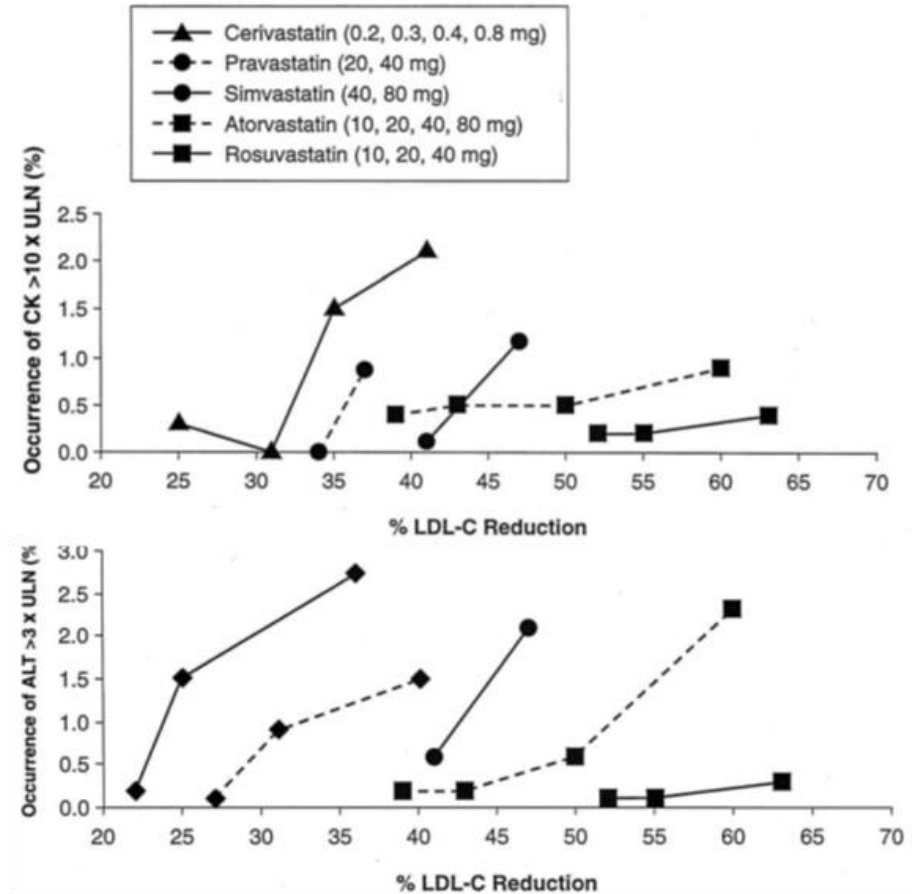 Cerivastatin (0.2, 0.3, 0.4, 0.8 mg)
Pravastatin (20, 40 mg)
Simvastatin (40, 80 mg)
Atorvastatin (10, 20, 40, 80 mg)
Rosuvastatin (10, 20, 40 mg)
Occurrence of CK >10 x ULN (%)
2.5
2.0
1.5
1.0
0.5
0.0
20 25 30 35 40 45 50 55 60 65 70
% LDL-C Reduction
Occurrence of ALT >3 x ULN (%
3.0
2.5
2.0
1.5
1.0
0.5
0.0
20 25 30 35 40 45 50 55 60 65 70
% LDL-C Reduction